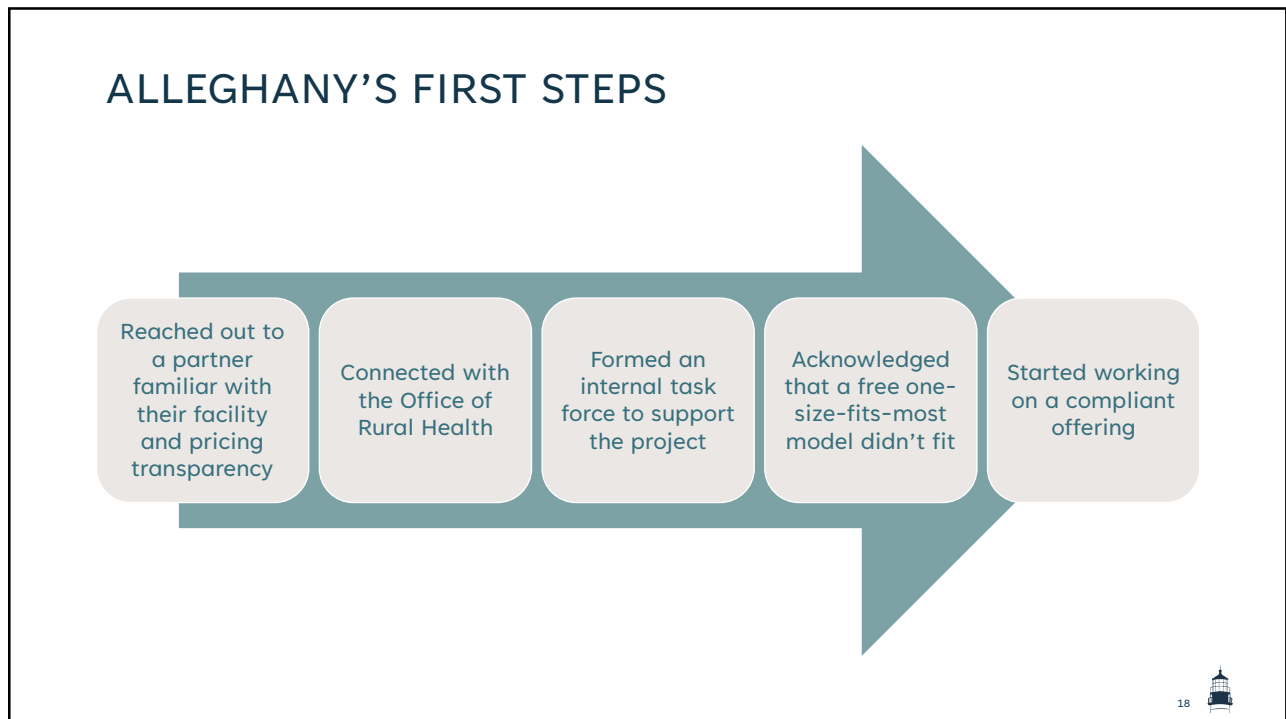 ALLEGHANY’S FIRST STEPS
Reached out to
a partner
familiar with
their facility
and pricing
transparency
Connected with
the Office of
Rural Health
Formed an
internal task
force to support
the project
Acknowledged
that a free one-
size-fits-most
model didn’t fit
Started working
on a compliant
offering
18